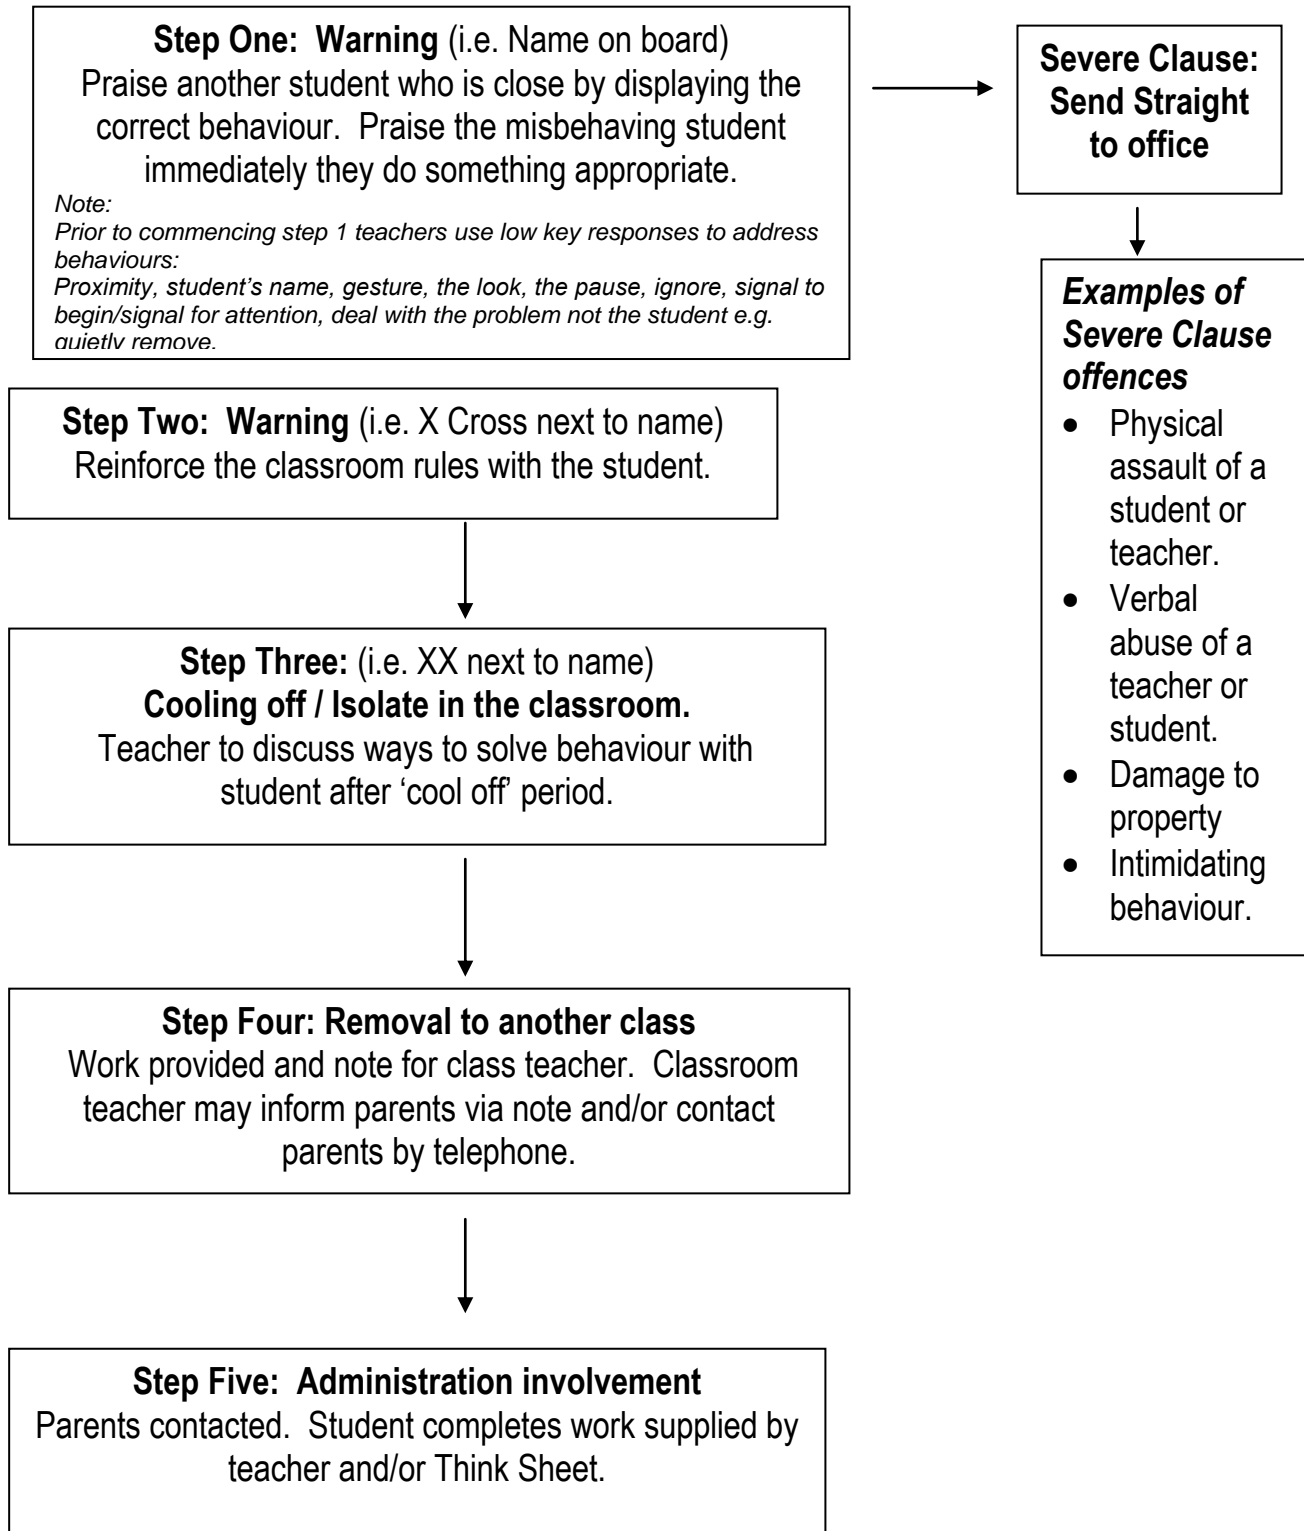 Step One: Warning (i.e. Name on board)
Praise another student who is close by displaying the
correct behaviour. Praise the misbehaving student
immediately they do something appropriate.
Note:
Prior to commencing step 1 teachers use low key responses to address
behaviours:
Proximity, student's name, gesture, the look, the pause, ignore, signal to
begin/signal for attention, deal with the problem not the student e.g.
quietly remove.
Severe Clause:
Send Straight
to office
Examples of
Severe Clause
offences
• Physical
assault of a
student or
teacher.
• Verbal
abuse of a
teacher or
student.
• Damage to
property
• Intimidating
behaviour.
Step Two: Warning (i.e. X Cross next to name)
Reinforce the classroom rules with the student.
Step Three: (i.e. XX next to name)
Cooling off / Isolate in the classroom.
Teacher to discuss ways to solve behaviour with
student after ‘cool off’ period.
Step Four: Removal to another class
Work provided and note for class teacher. Classroom
teacher may inform parents via note and/or contact
parents by telephone.
Step Five: Administration involvement
Parents contacted. Student completes work supplied by
teacher and/or Think Sheet.